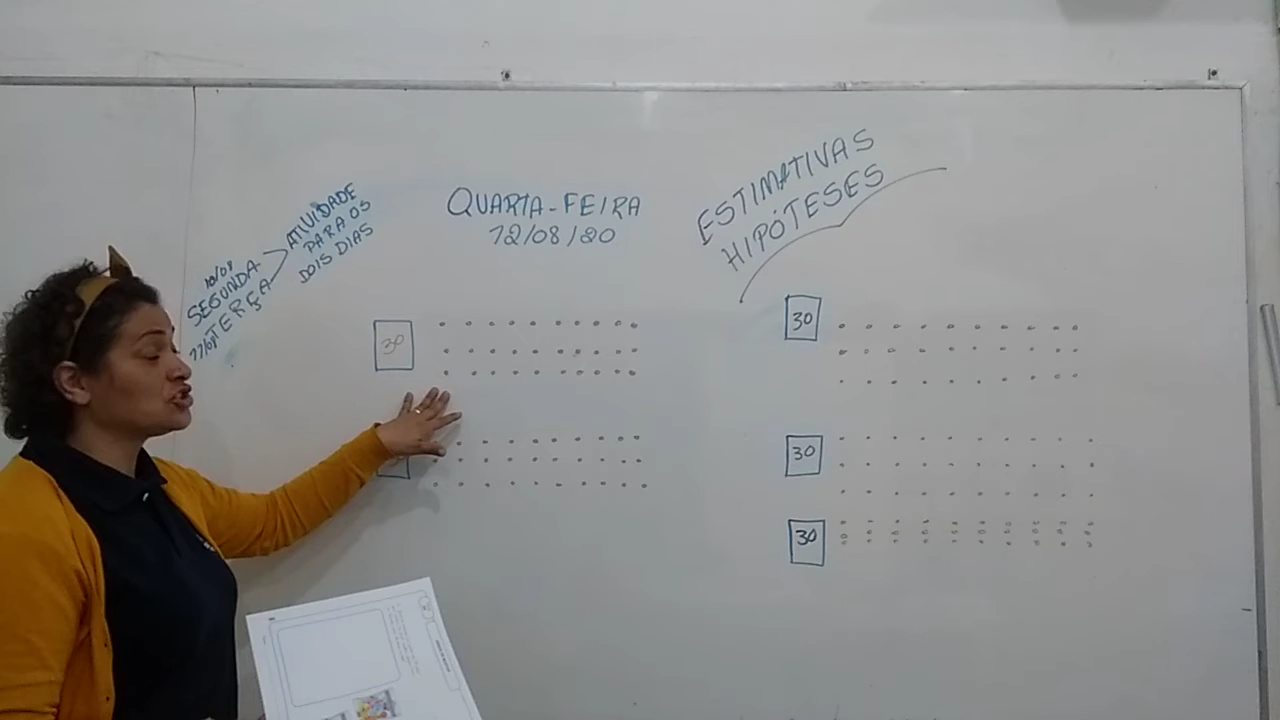 10/08
SEGUNDA
11/08
TERÇA
ATIVIDADE
PARA OS
DOIS DIAS
QUARTA-FEIRA
12/08/20
ESTIMATIVAS
HIPÓTESES
30
30
30
30